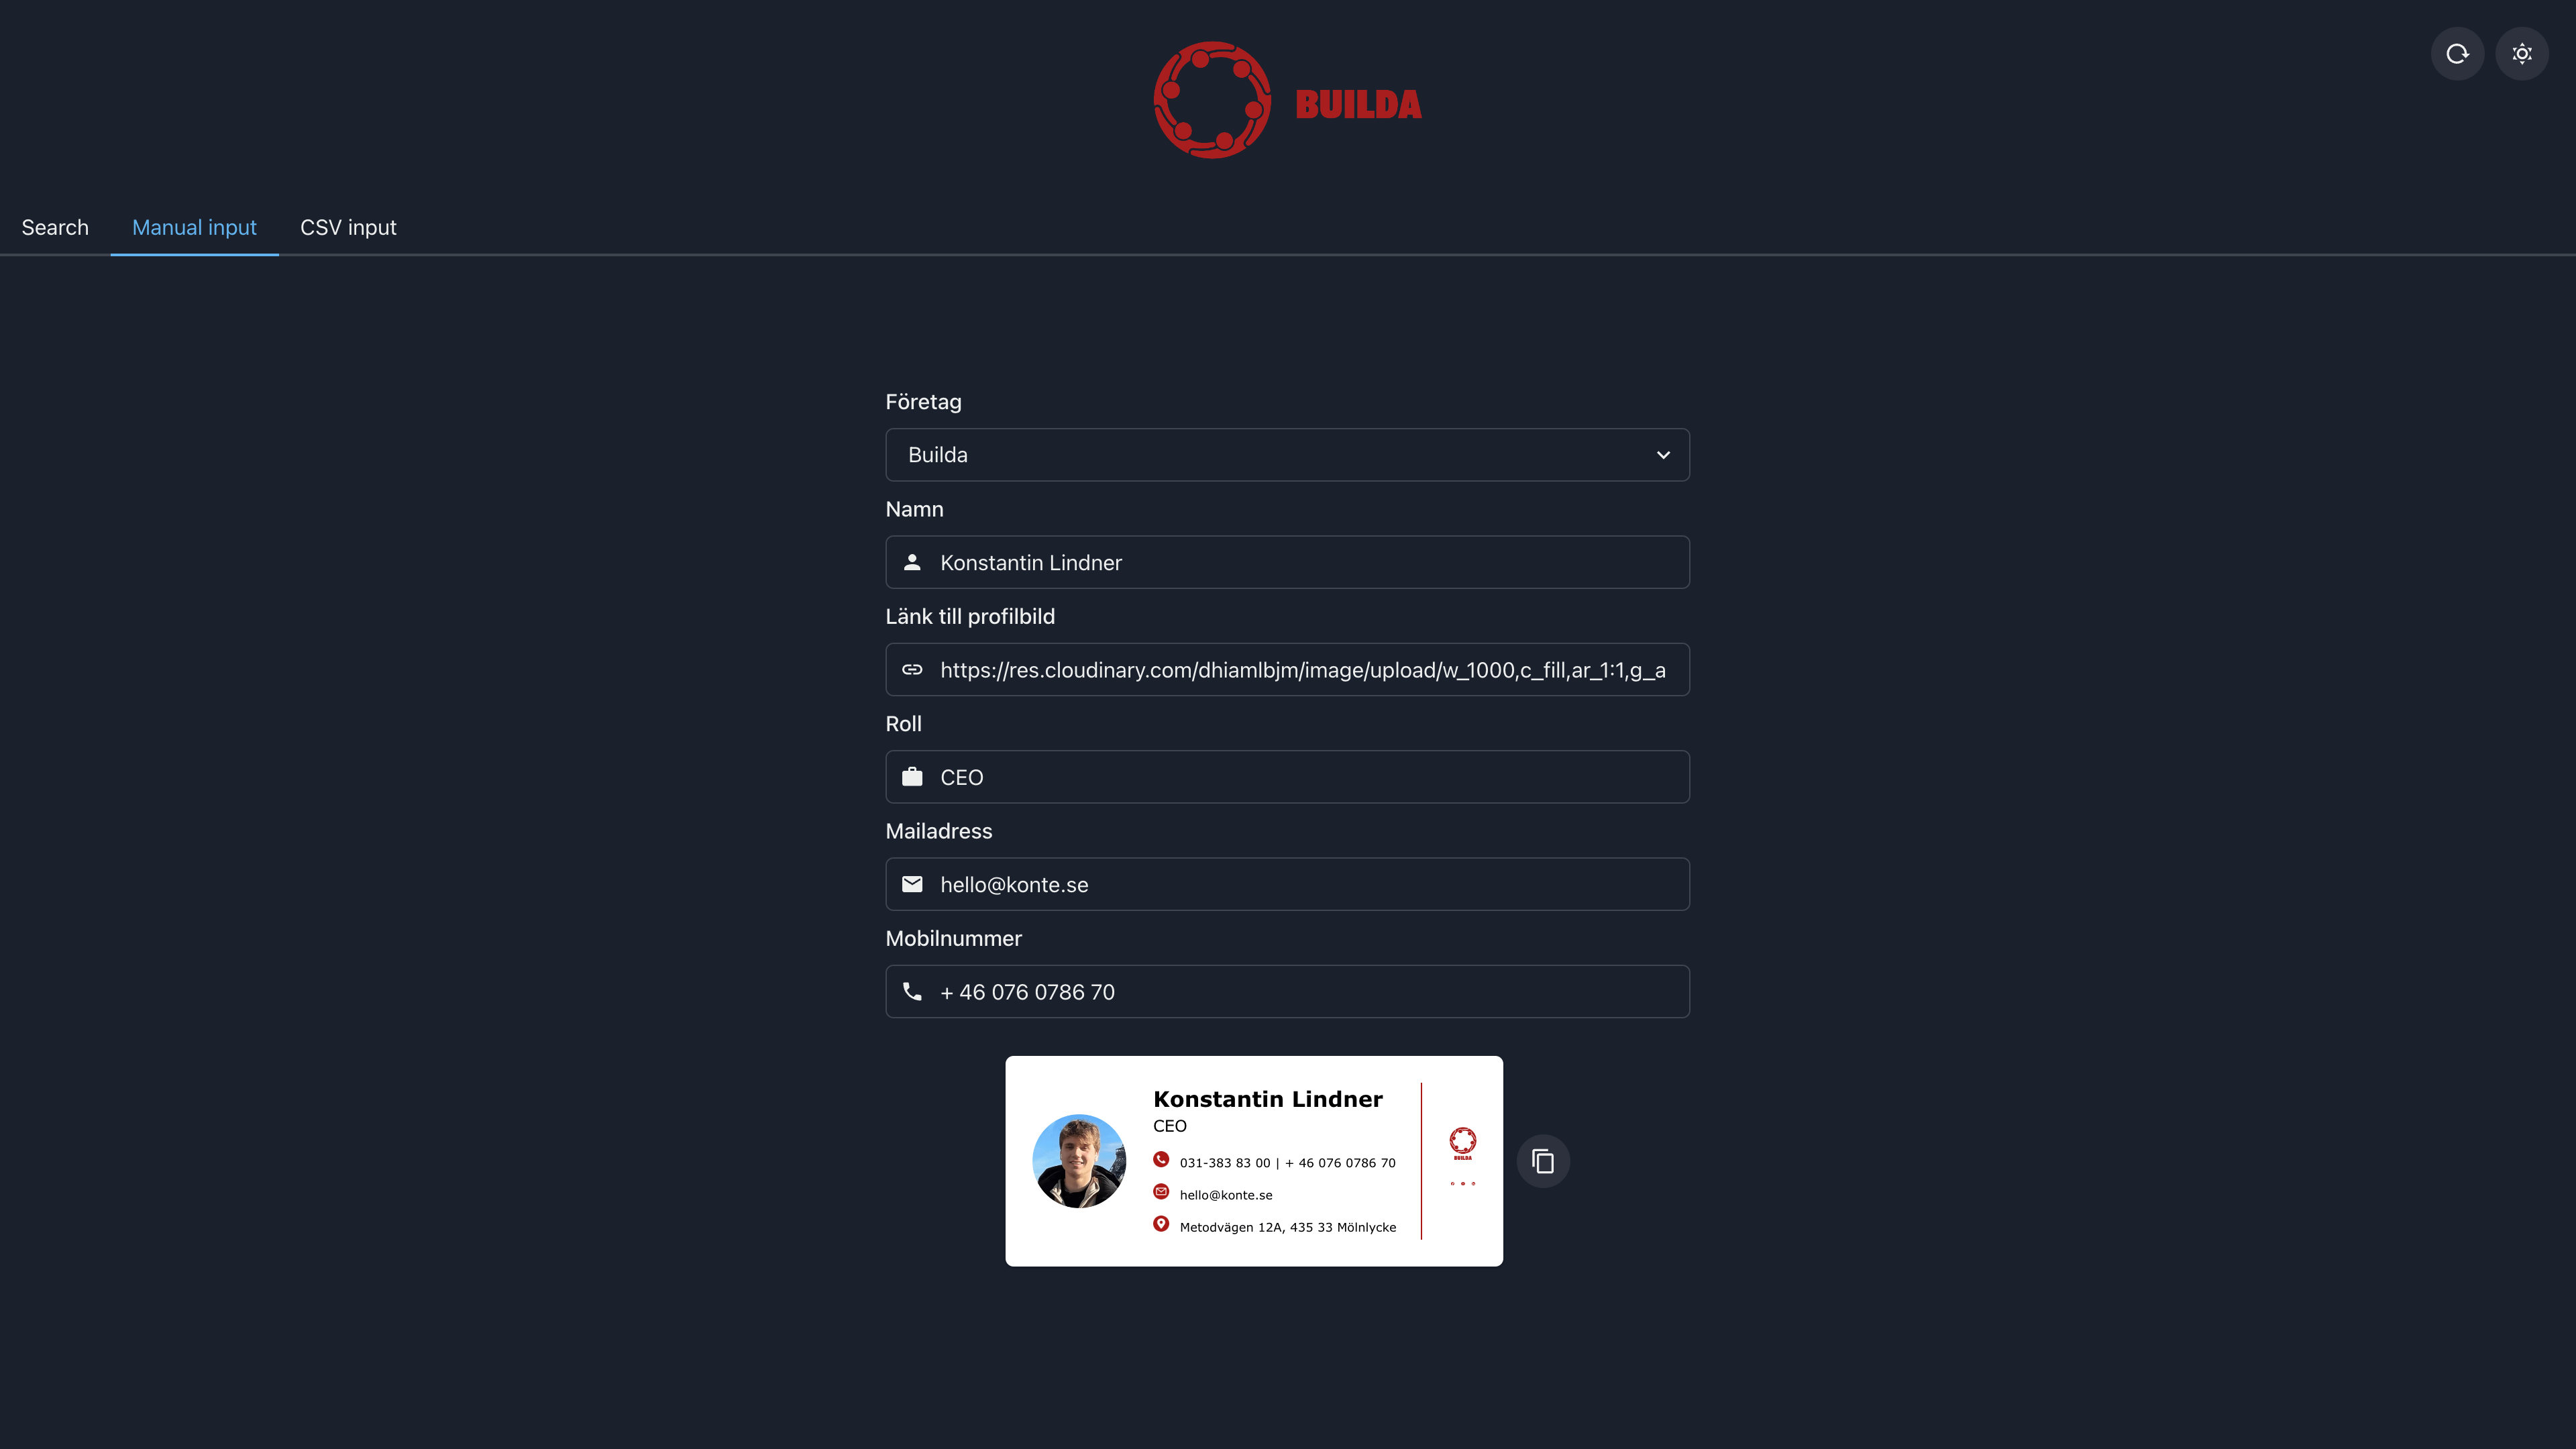 BUILDA
Search
Manual input
CSV input
Företag
Builda
Namn
Konstantin Lindner
Länk till profilbild
https://res.cloudinary.com/dhiamlbjm/image/upload/w_1000,c_fill,ar_1:1,g_a
Roll
CEO
Mailadress
hello@konte.se
Mobilnummer
+ 46 076 0786 70
Konstantin Lindner
CEO
031-383 83 00 | + 46 076 0786 70
hello@konte.se
Metodvägen 12A, 435 33 Mölnlycke
BUILDA